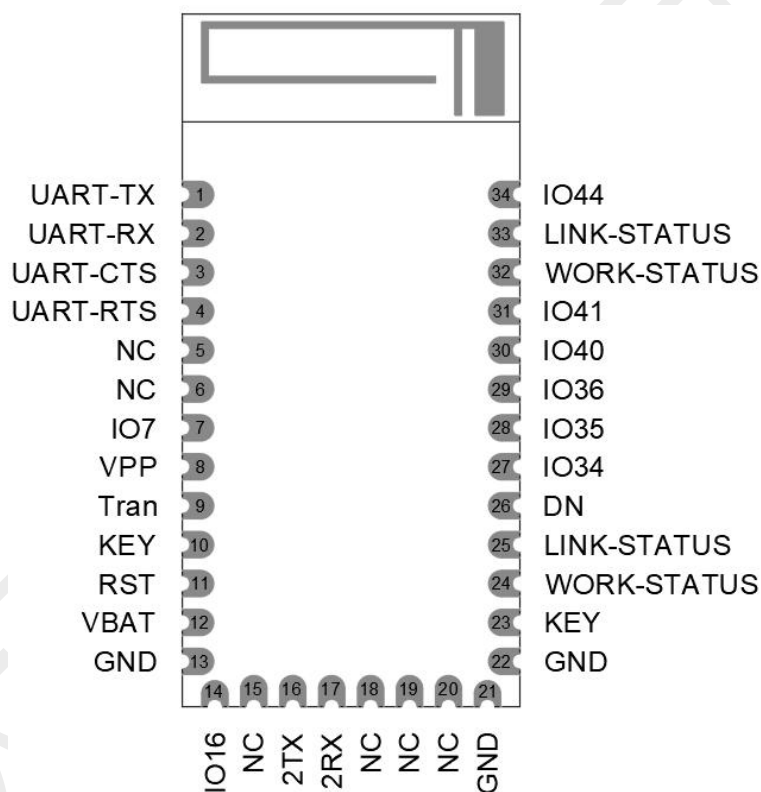 UART-TX 1 34 IO44
UART-RX 2 33 LINK-STATUS
UART-CTS 3 32 WORK-STATUS
UART-RTS 4 31 IO41
NC 5 30 IO40
NC 6 29 IO36
IO7 7 28 IO35
VPP 8 27 IO34
Tran 9 26 DN
KEY 10 25 LINK-STATUS
RST 11 24 WORK-STATUS
VBAT 12 23 KEY
GND 13 22 GND
14 15 16 17 18 19 20 21
IO16 NC 2TX 2RX NC NC NC GND